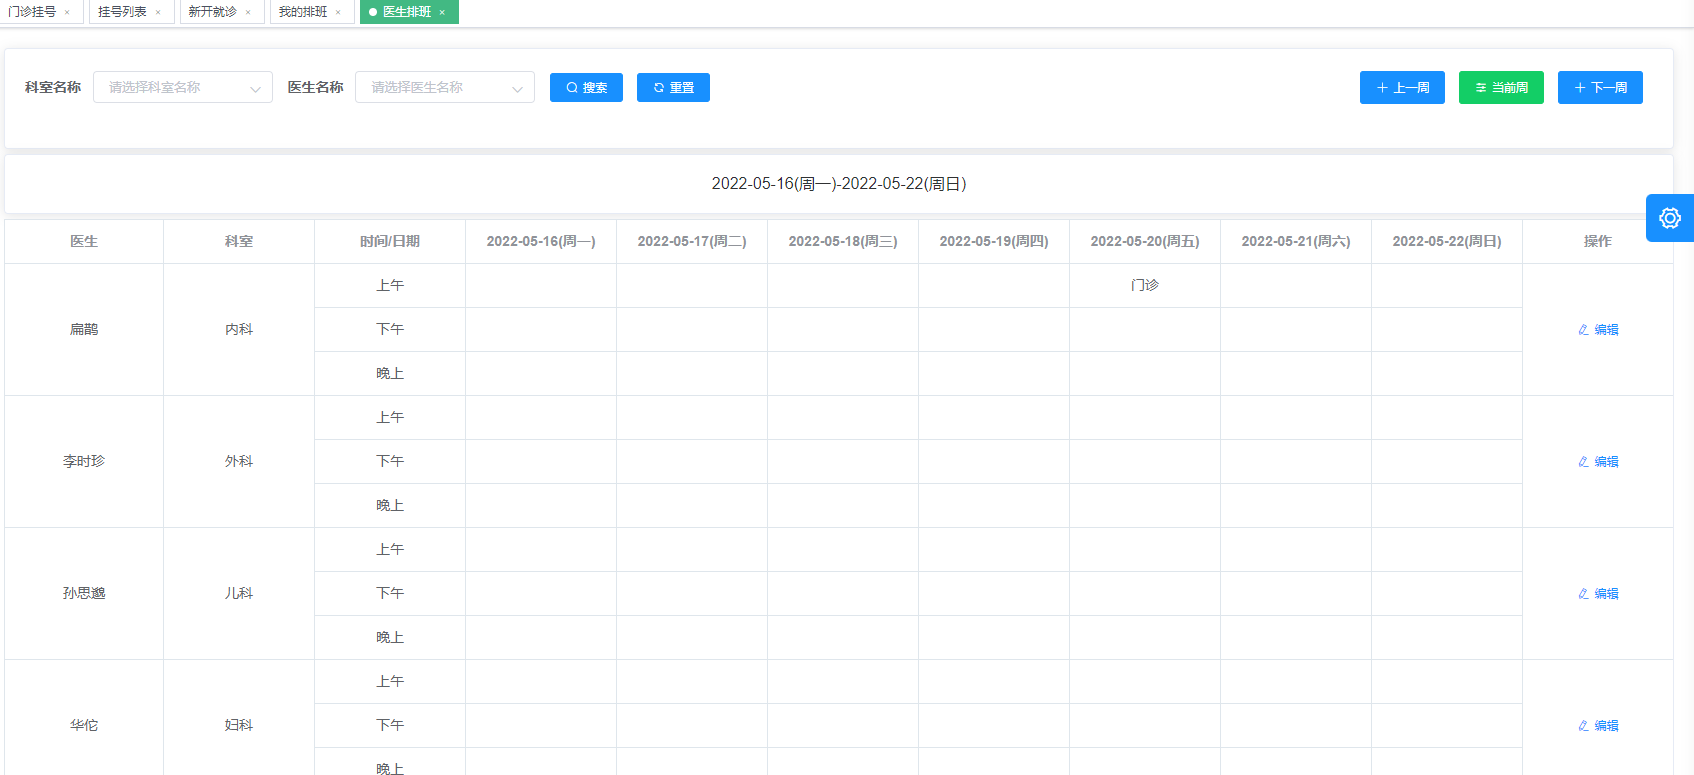 门诊挂号 × 挂号列表 × 新开就诊 × 我的排班 × 医生排班 ×
科室名称 请选择科室名称 医生名称 请选择医生名称 搜索 重置 上一周 当前周 下一周
2022-05-16(周一)-2022-05-22(周日)
医生 科室 时间/日期 2022-05-16(周一) 2022-05-17(周二) 2022-05-18(周三) 2022-05-19(周四) 2022-05-20(周五) 2022-05-21(周六) 2022-05-22(周日) 操作
上午 门诊
扁鹊 内科 下午 编辑
晚上
上午
李时珍 外科 下午 编辑
晚上
上午
孙思邈 儿科 下午 编辑
晚上
上午
华佗 妇科 下午 编辑
晚上